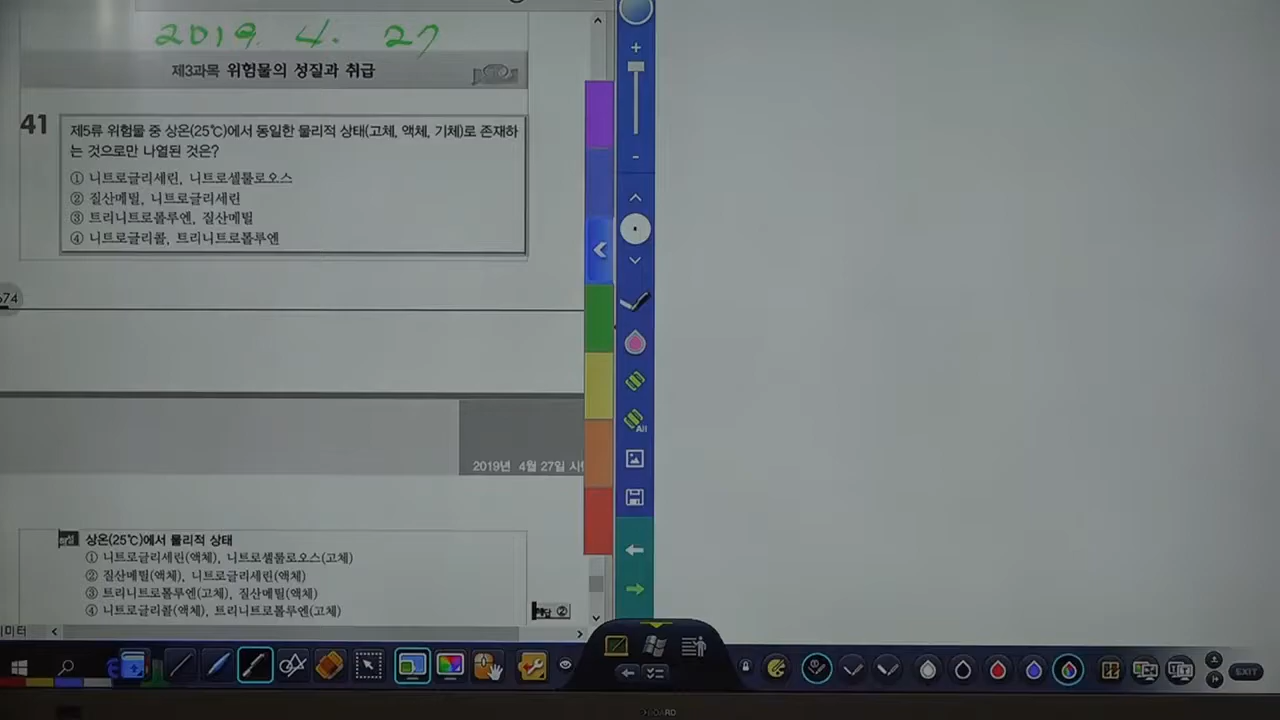 2019. 4. 27
제3과목 위험물의 성질과 취급
41
제5류 위험물 중 상온(25℃)에서 동일한 물리적 상태(고체, 액체, 기체)로 존재하
는 것으로만 나열된 것은?
① 니트로글리세린, 니트로셀룰로오스
② 질산메틸, 니트로글리세린
③ 트리니트로톨루엔, 질산메틸
④ 니트로글리콜, 트리니트로톨루엔
674
All
2019년 4월 27일 시
상온(25℃)에서 물리적 상태
① 니트로글리세린(액체), 니트로셀룰로오스(고체)
② 질산메틸(액체), 니트로글리세린(액체)
③ 트리니트로톨루엔(고체), 질산메틸(액체)
④ 니트로글리콜(액체), 트리니트로톨루엔(고체)
②
미터
EXIT